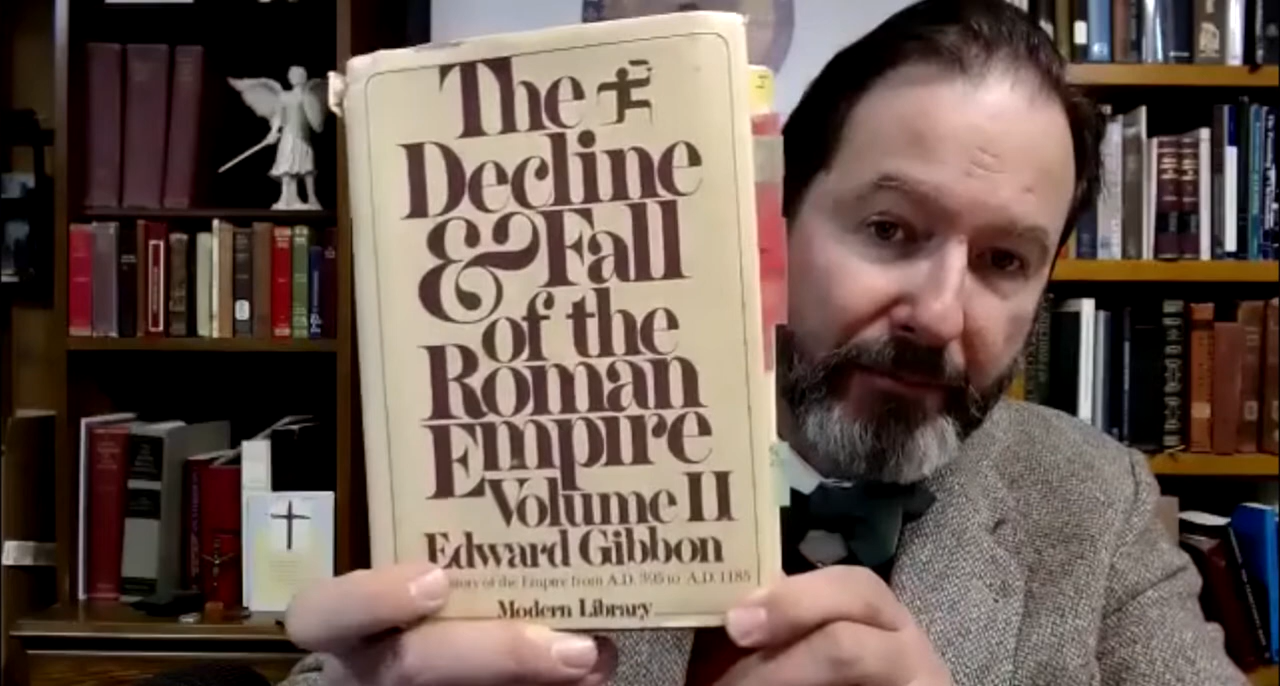 The
Decline
& Fall
of the
Roman
Empire
Volume II
Edward Gibbon
of the Empire from A.D. 395 to A.D. 1185
Modern Library